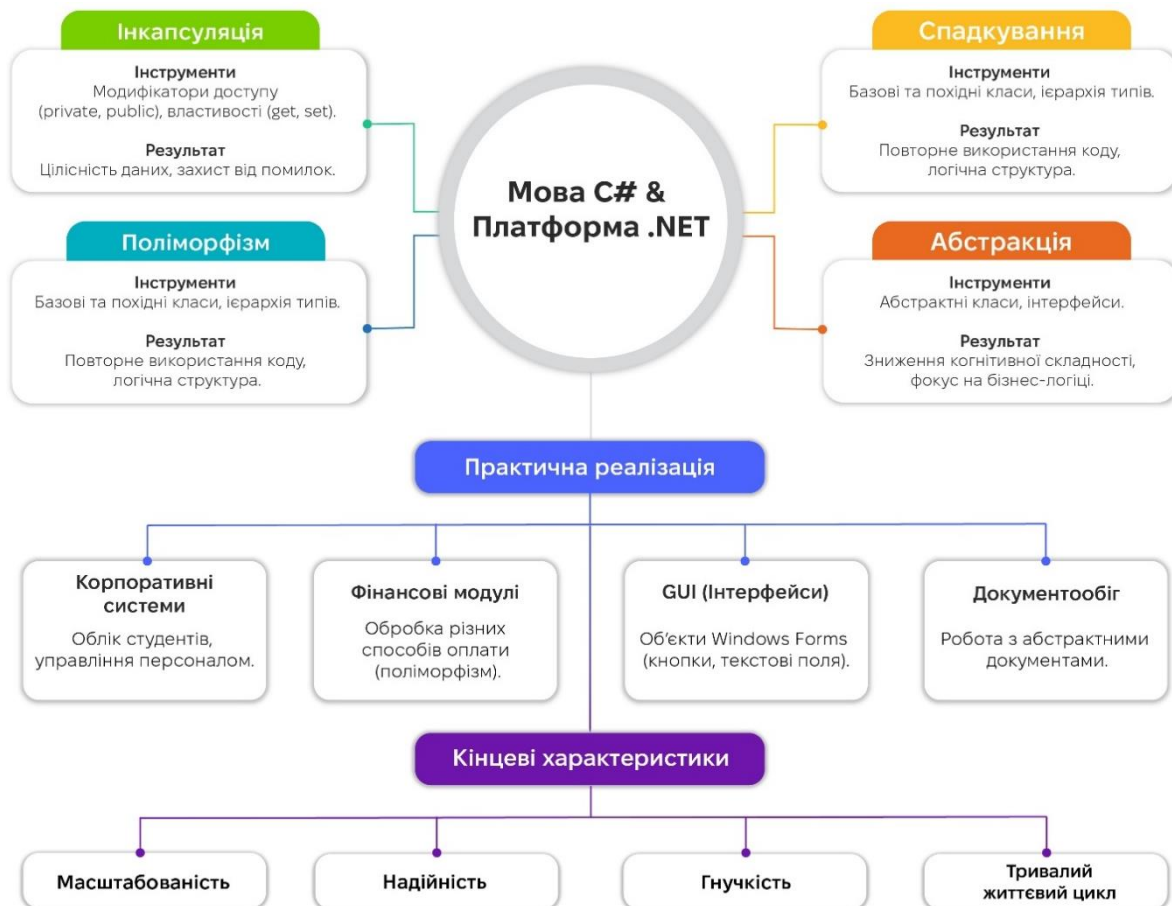 Інкапсуляція
Інструменти
Модифікатори доступу
(private, public), властивості (get, set).
Результат
Цілісність даних, захист від помилок.
Спадкування
Інструменти
Базові та похідні класи, ієрархія типів.
Результат
Повторне використання коду,
логічна структура.
Мова C# &
Платформа .NET
Поліморфізм
Інструменти
Базові та похідні класи, ієрархія типів.
Результат
Повторне використання коду,
логічна структура.
Абстракція
Інструменти
Абстрактні класи, інтерфейси.
Результат
Зниження когнітивної складності,
фокус на бізнес-логіці.
Практична реалізація
Корпоративні
системи
Облік студентів,
управління персоналом.
Фінансові модулі
Обробка різних
способів оплати
(поліморфізм).
GUI (Інтерфейси)
Об’єкти Windows Forms
(кнопки, текстові поля).
Документообіг
Робота з абстрактними
документами.
Кінцеві характеристики
Масштабованість
Надійність
Гнучкість
Тривалий
життєвий цикл